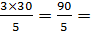 3×30/5 = 90/5 =